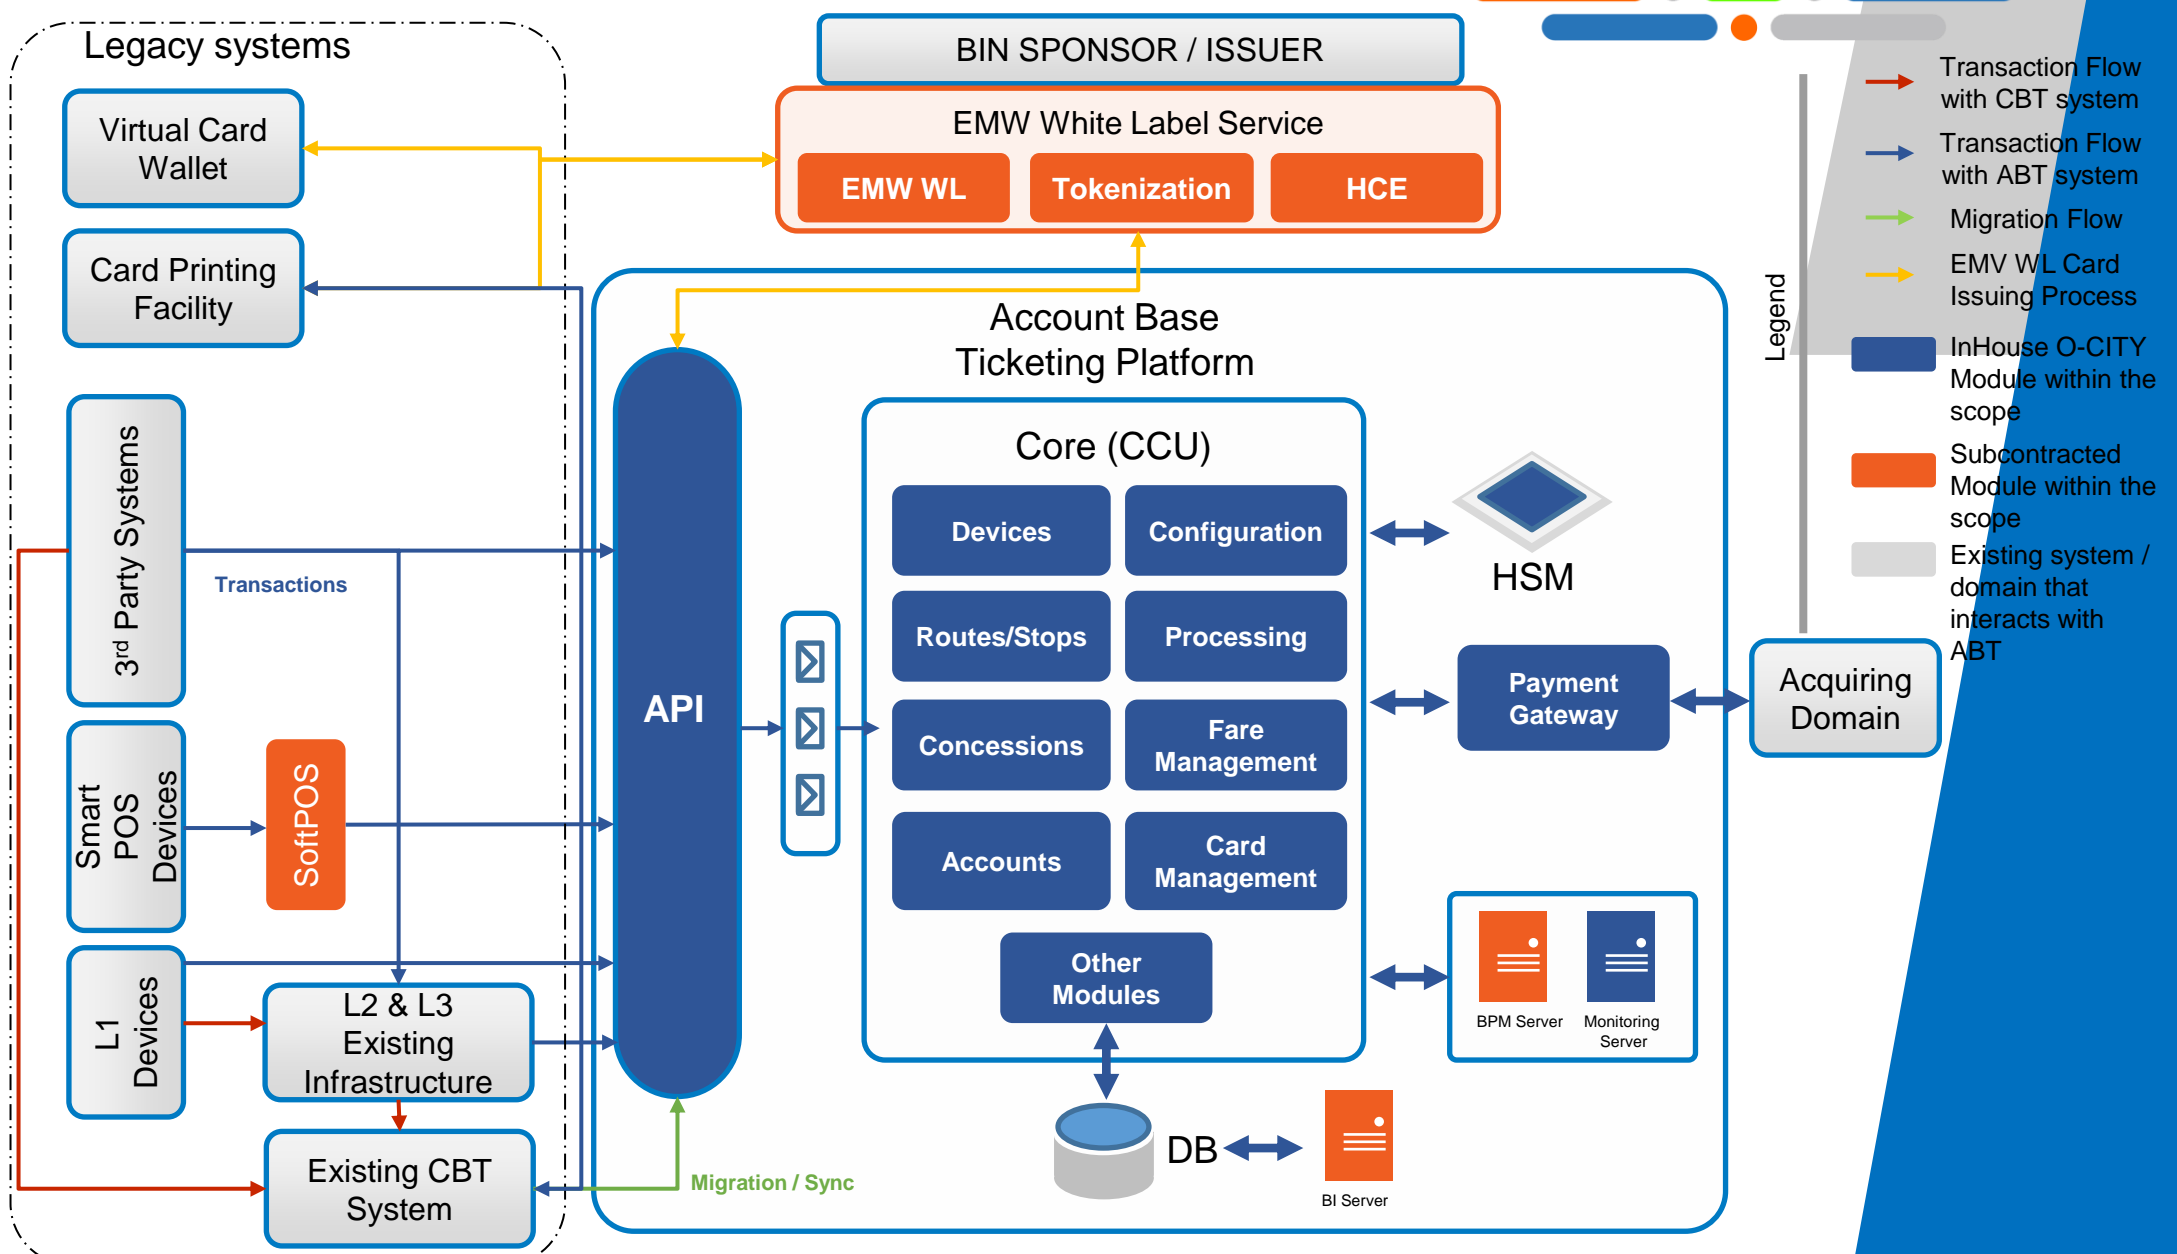 Legacy systems
Virtual Card
Wallet
Card Printing
Facility
3rd Party Systems
Transactions
Smart
POS
Devices
SoftPOS
L1
Devices
L2 & L3
Existing
Infrastructure
Existing CBT
System
BIN SPONSOR / ISSUER
EMW White Label Service
EMW WL
Tokenization
HCE
Account Base
Ticketing Platform
API
Core (CCU)
Devices
Configuration
Routes/Stops
Processing
Concessions
Fare
Management
Accounts
Card
Management
Other
Modules
HSM
Payment
Gateway
Acquiring
Domain
BPM Server
Monitoring
Server
DB
BI Server
Migration / Sync
Legend
Transaction Flow
with CBT system
Transaction Flow
with ABT system
Migration Flow
EMV WL Card
Issuing Process
InHouse O-CITY
Module within the
scope
Subcontracted
Module within the
scope
Existing system /
domain that
interacts with
ABT